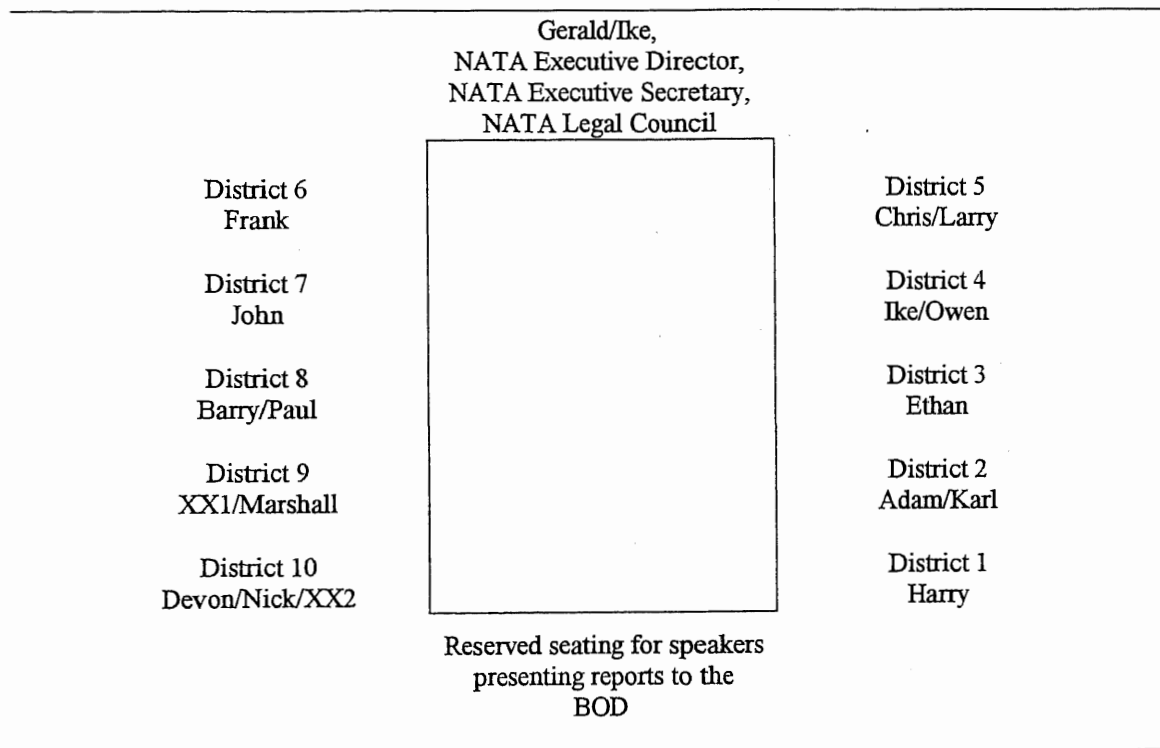 Gerald/Ike,
NATA Executive Director,
NATA Executive Secretary,
NATA Legal Council
District 6
Frank
District 7
John
District 8
Barry/Paul
District 9
XX1/Marshall
District 10
Devon/Nick/XX2
District 5
Chris/Larry
District 4
Ike/Owen
District 3
Ethan
District 2
Adam/Karl
District 1
Harry
Reserved seating for speakers
presenting reports to the
BOD